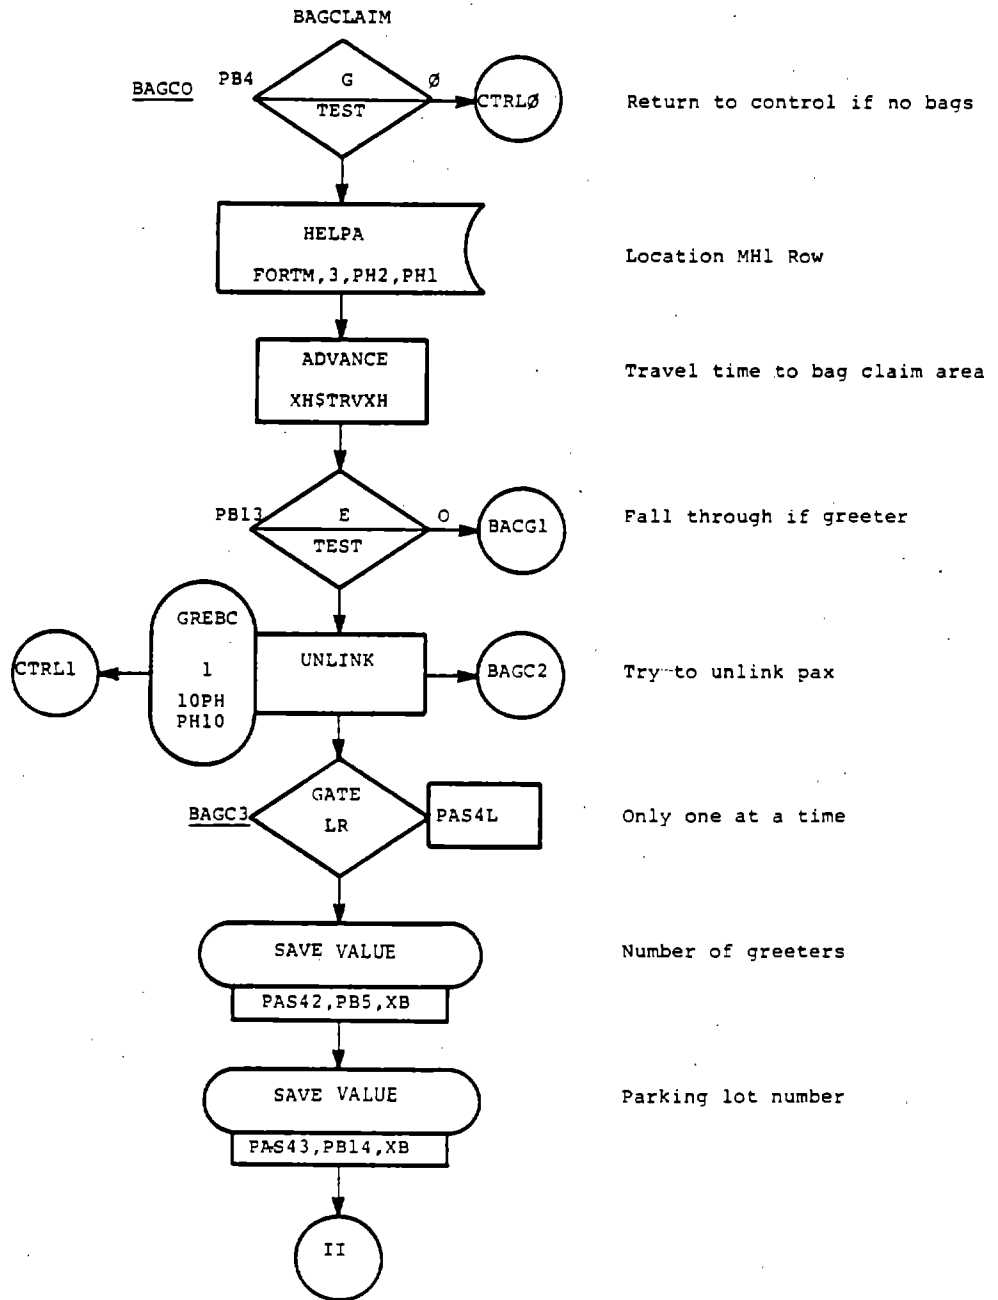 BAGCLAIM
BAGCO PB4 G Ø
TEST
CTRLØ
Return to control if no bags
HELPA
FORTM,3,PH2,PH1
Location MH1 Row
ADVANCE
XH$TRVXH
Travel time to bag claim area
PB13 E O
TEST
BACG1
Fall through if greeter
CTRL1
GREBC
1
10PH
PH10
UNLINK
BAGC2
Try to unlink pax
BAGC3
GATE
LR
PAS4L
Only one at a time
SAVE VALUE
PAS42,PB5,XB
Number of greeters
SAVE VALUE
PAS43,PB14,XB
Parking lot number
II